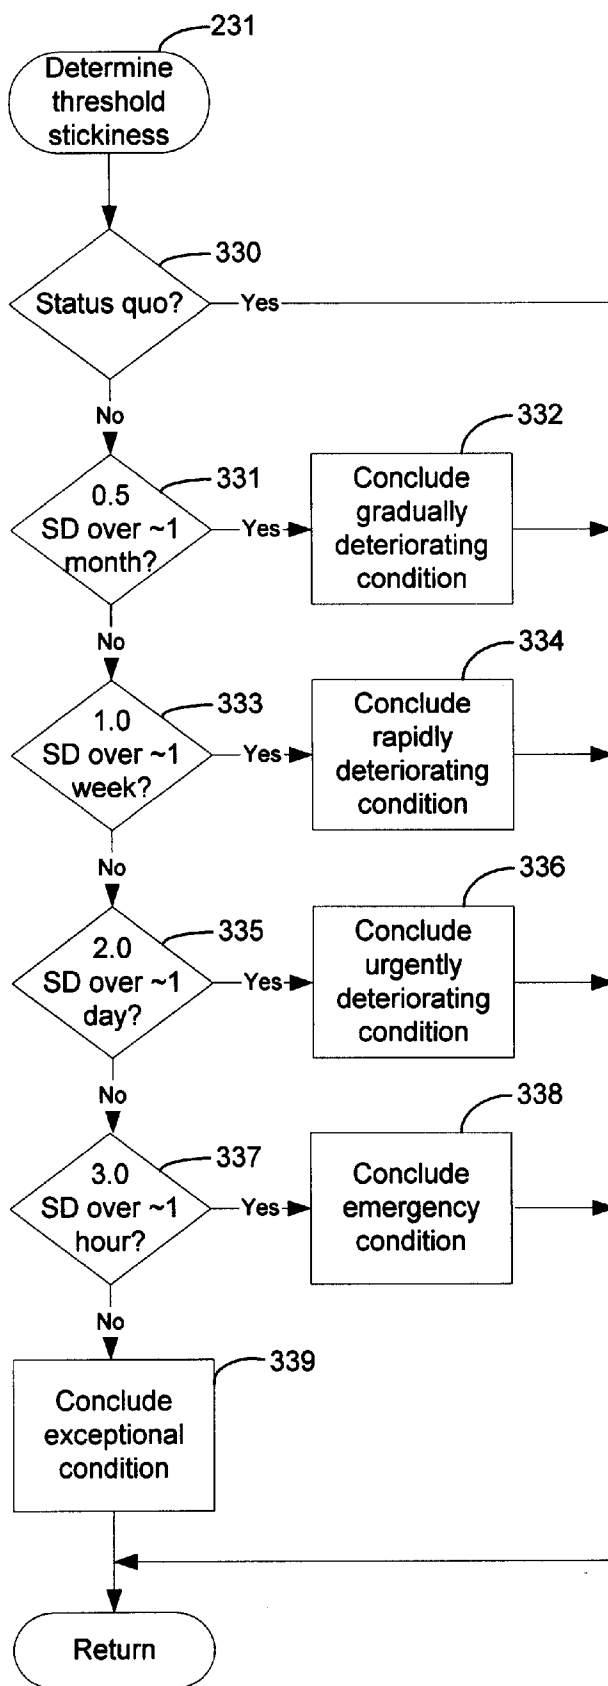 231
Determine
threshold
stickiness
330
Status quo?
Yes
No
331
0.5
SD over ~1
month?
Yes
332
Conclude
gradually
deteriorating
condition
No
333
1.0
SD over ~1
week?
Yes
334
Conclude
rapidly
deteriorating
condition
No
335
2.0
SD over ~1
day?
Yes
336
Conclude
urgently
deteriorating
condition
No
337
3.0
SD over ~1
hour?
Yes
338
Conclude
emergency
condition
No
339
Conclude
exceptional
condition
Return